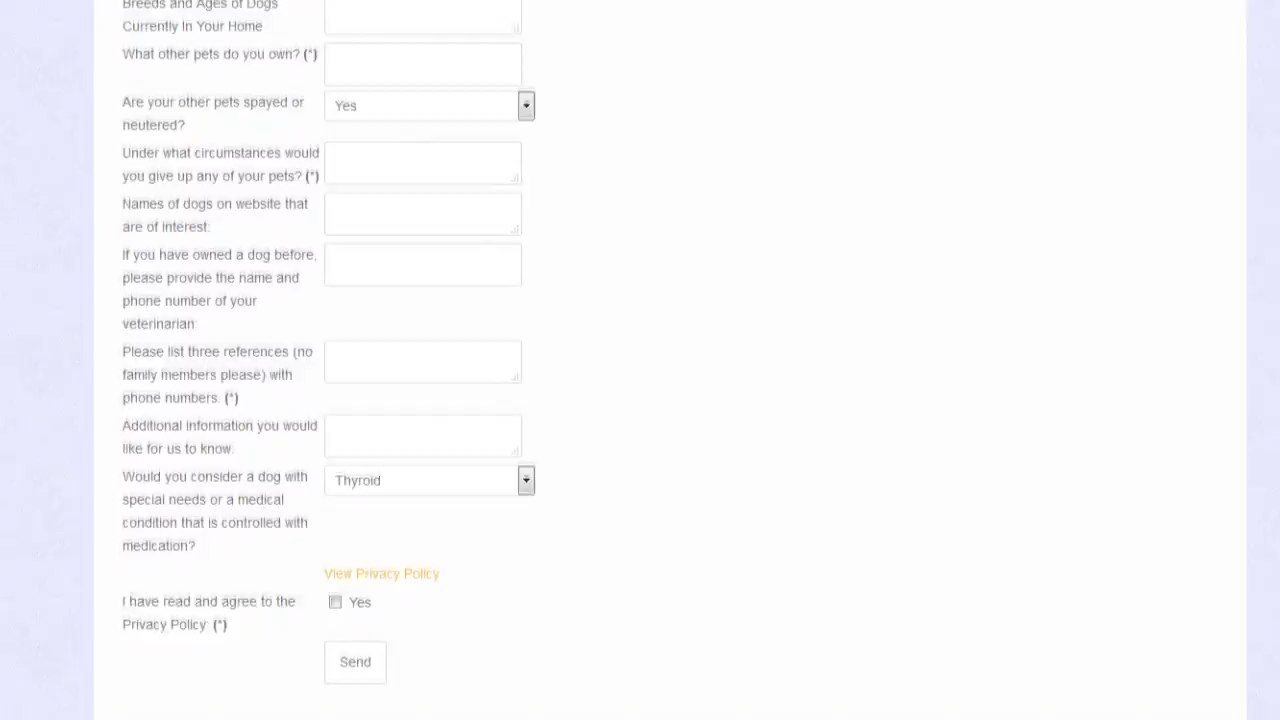 Breeds and Ages of Dogs
Currently In Your Home
What other pets do you own? (*)
Are your other pets spayed or
neutered?
Yes
Under what circumstances would
you give up any of your pets? (*)
Names of dogs on website that
are of interest:
If you have owned a dog before,
please provide the name and
phone number of your
veterinarian:
Please list three references (no
family members please) with
phone numbers. (*)
Additional information you would
like for us to know:
Would you consider a dog with
special needs or a medical
condition that is controlled with
medication?
Thyroid
View Privacy Policy
I have read and agree to the
Privacy Policy: (*)
Yes
Send